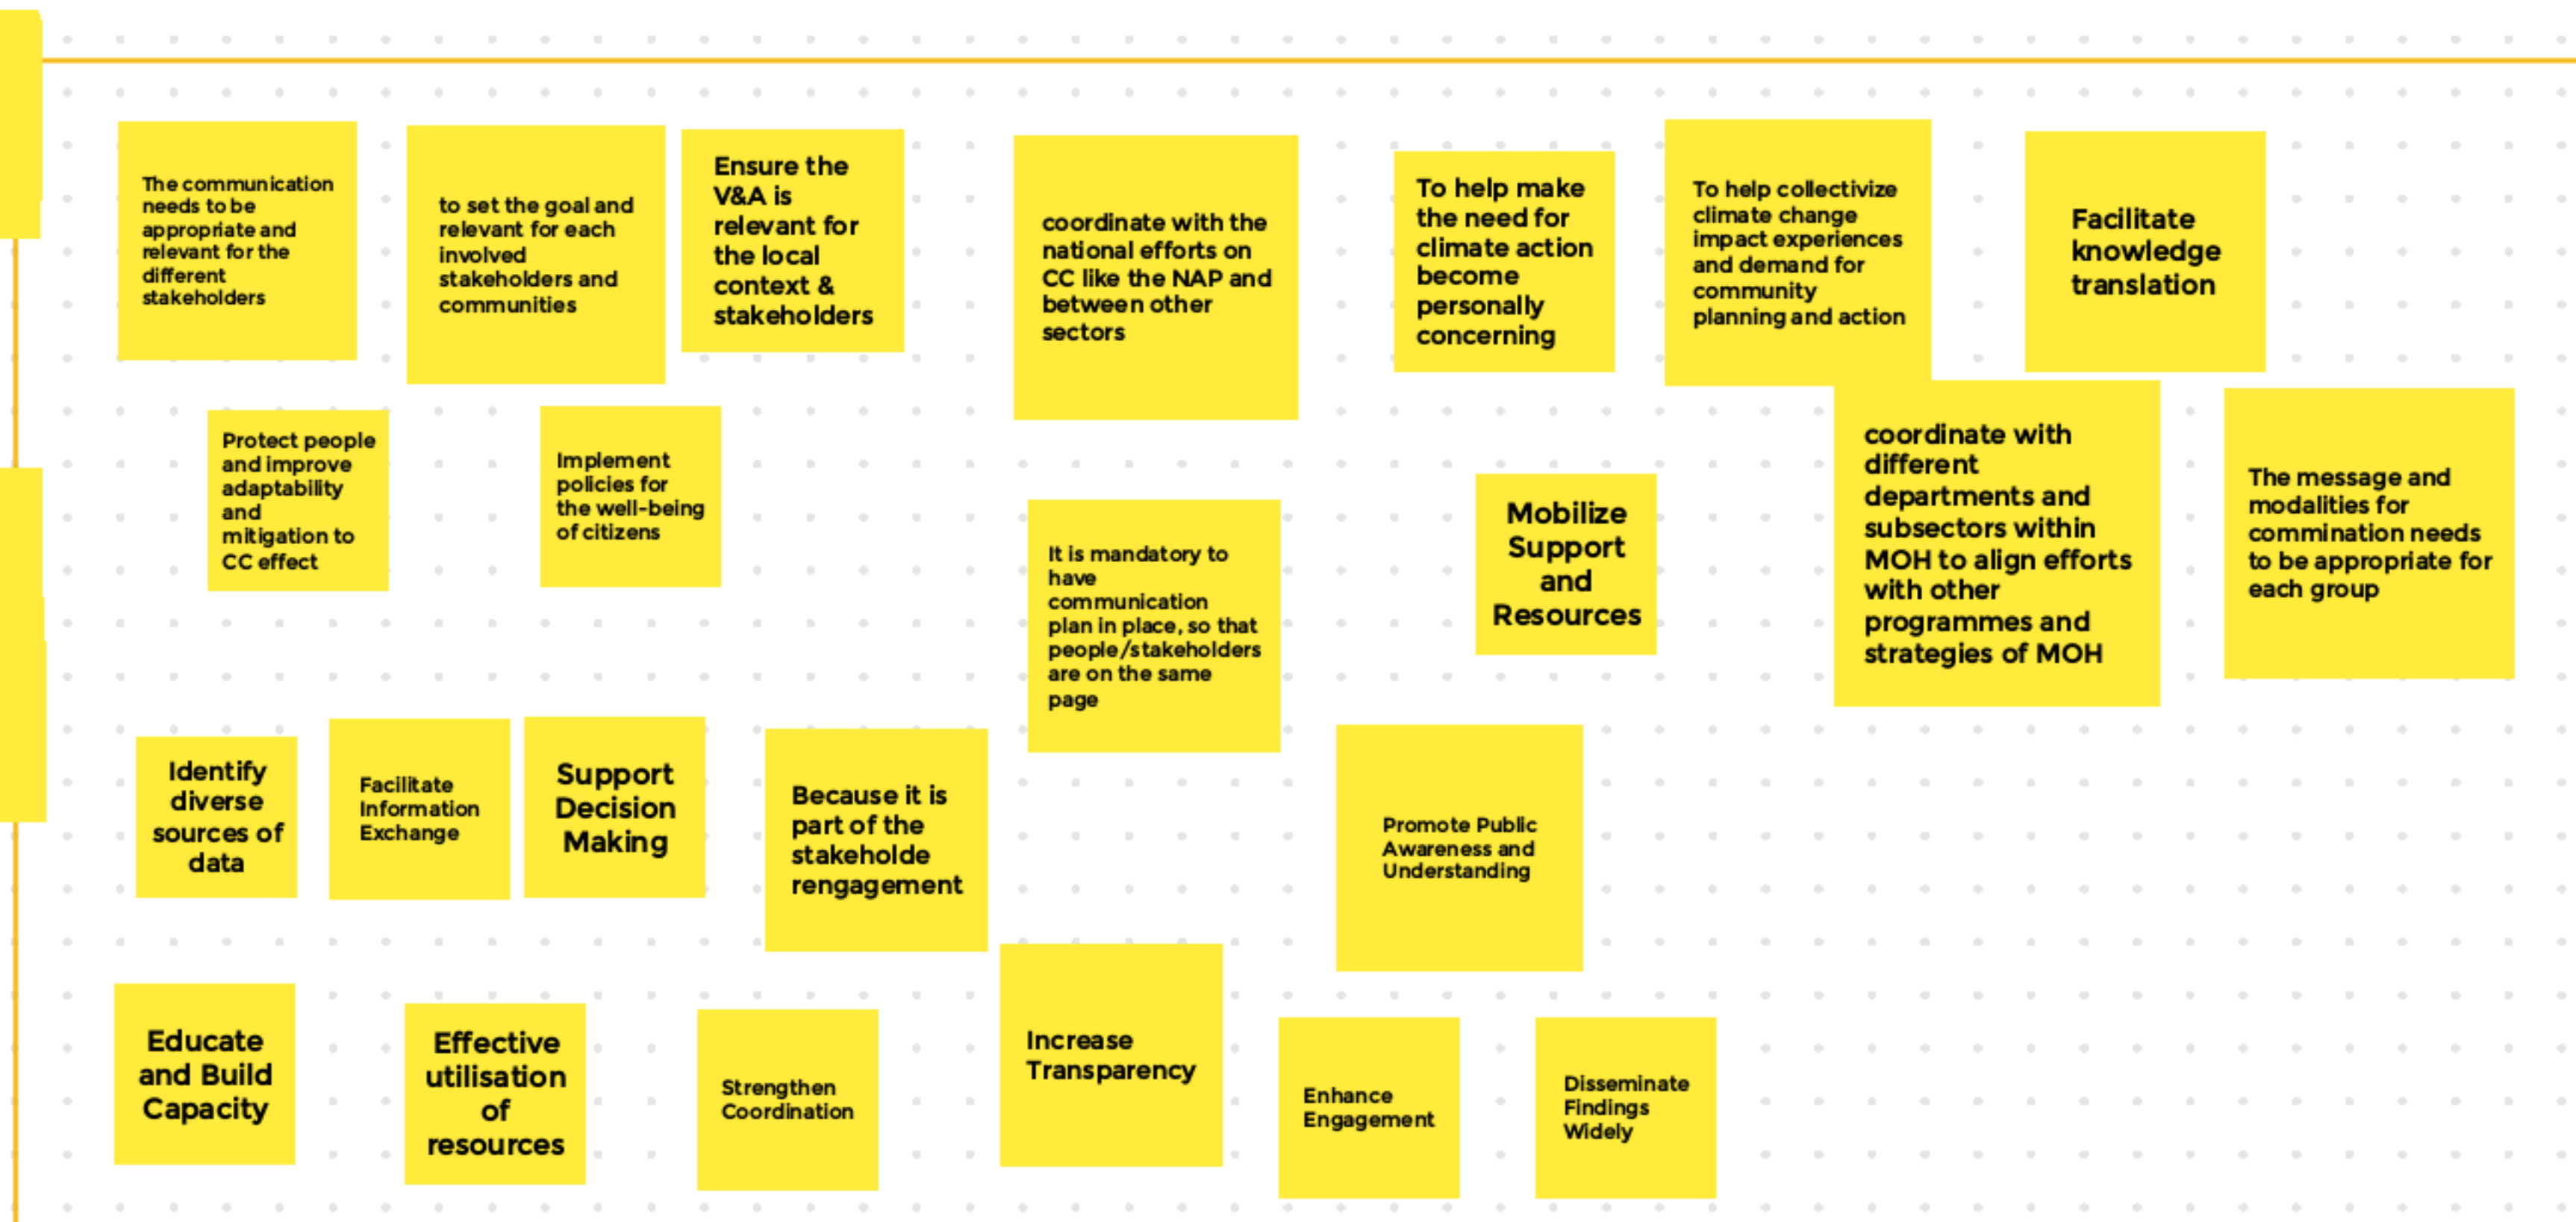 The communication
needs to be
appropriate and
relevant for the
different
stakeholders
to set the goal and
relevant for each
involved
stakeholders and
communities
Ensure the
V&A is
relevant for
the local
context &
stakeholders
coordinate with the
national efforts on
CC like the NAP and
between other
sectors
To help make
the need for
climate action
become
personally
concerning
To help collectivize
climate change
impact experiences
and demand for
community
planning and action
Facilitate
knowledge
translation
Protect people
and improve
adaptability
and
mitigation to
CC effect
Implement
policies for
the well-being
of citizens
It is mandatory to
have
communication
plan in place, so that
people/stakeholders
are on the same
page
Mobilize
Support
and
Resources
coordinate with
different
departments and
subsectors within
MOH to align efforts
with other
programmes and
strategies of MOH
The message and
modalities for
commination needs
to be appropriate for
each group
Identify
diverse
sources of
data
Facilitate
Information
Exchange
Support
Decision
Making
Because it is
part of the
stakeholde
rengagement
Promote Public
Awareness and
Understanding
Educate
and Build
Capacity
Effective
utilisation
of
resources
Strengthen
Coordination
Increase
Transparency
Enhance
Engagement
Disseminate
Findings
Widely